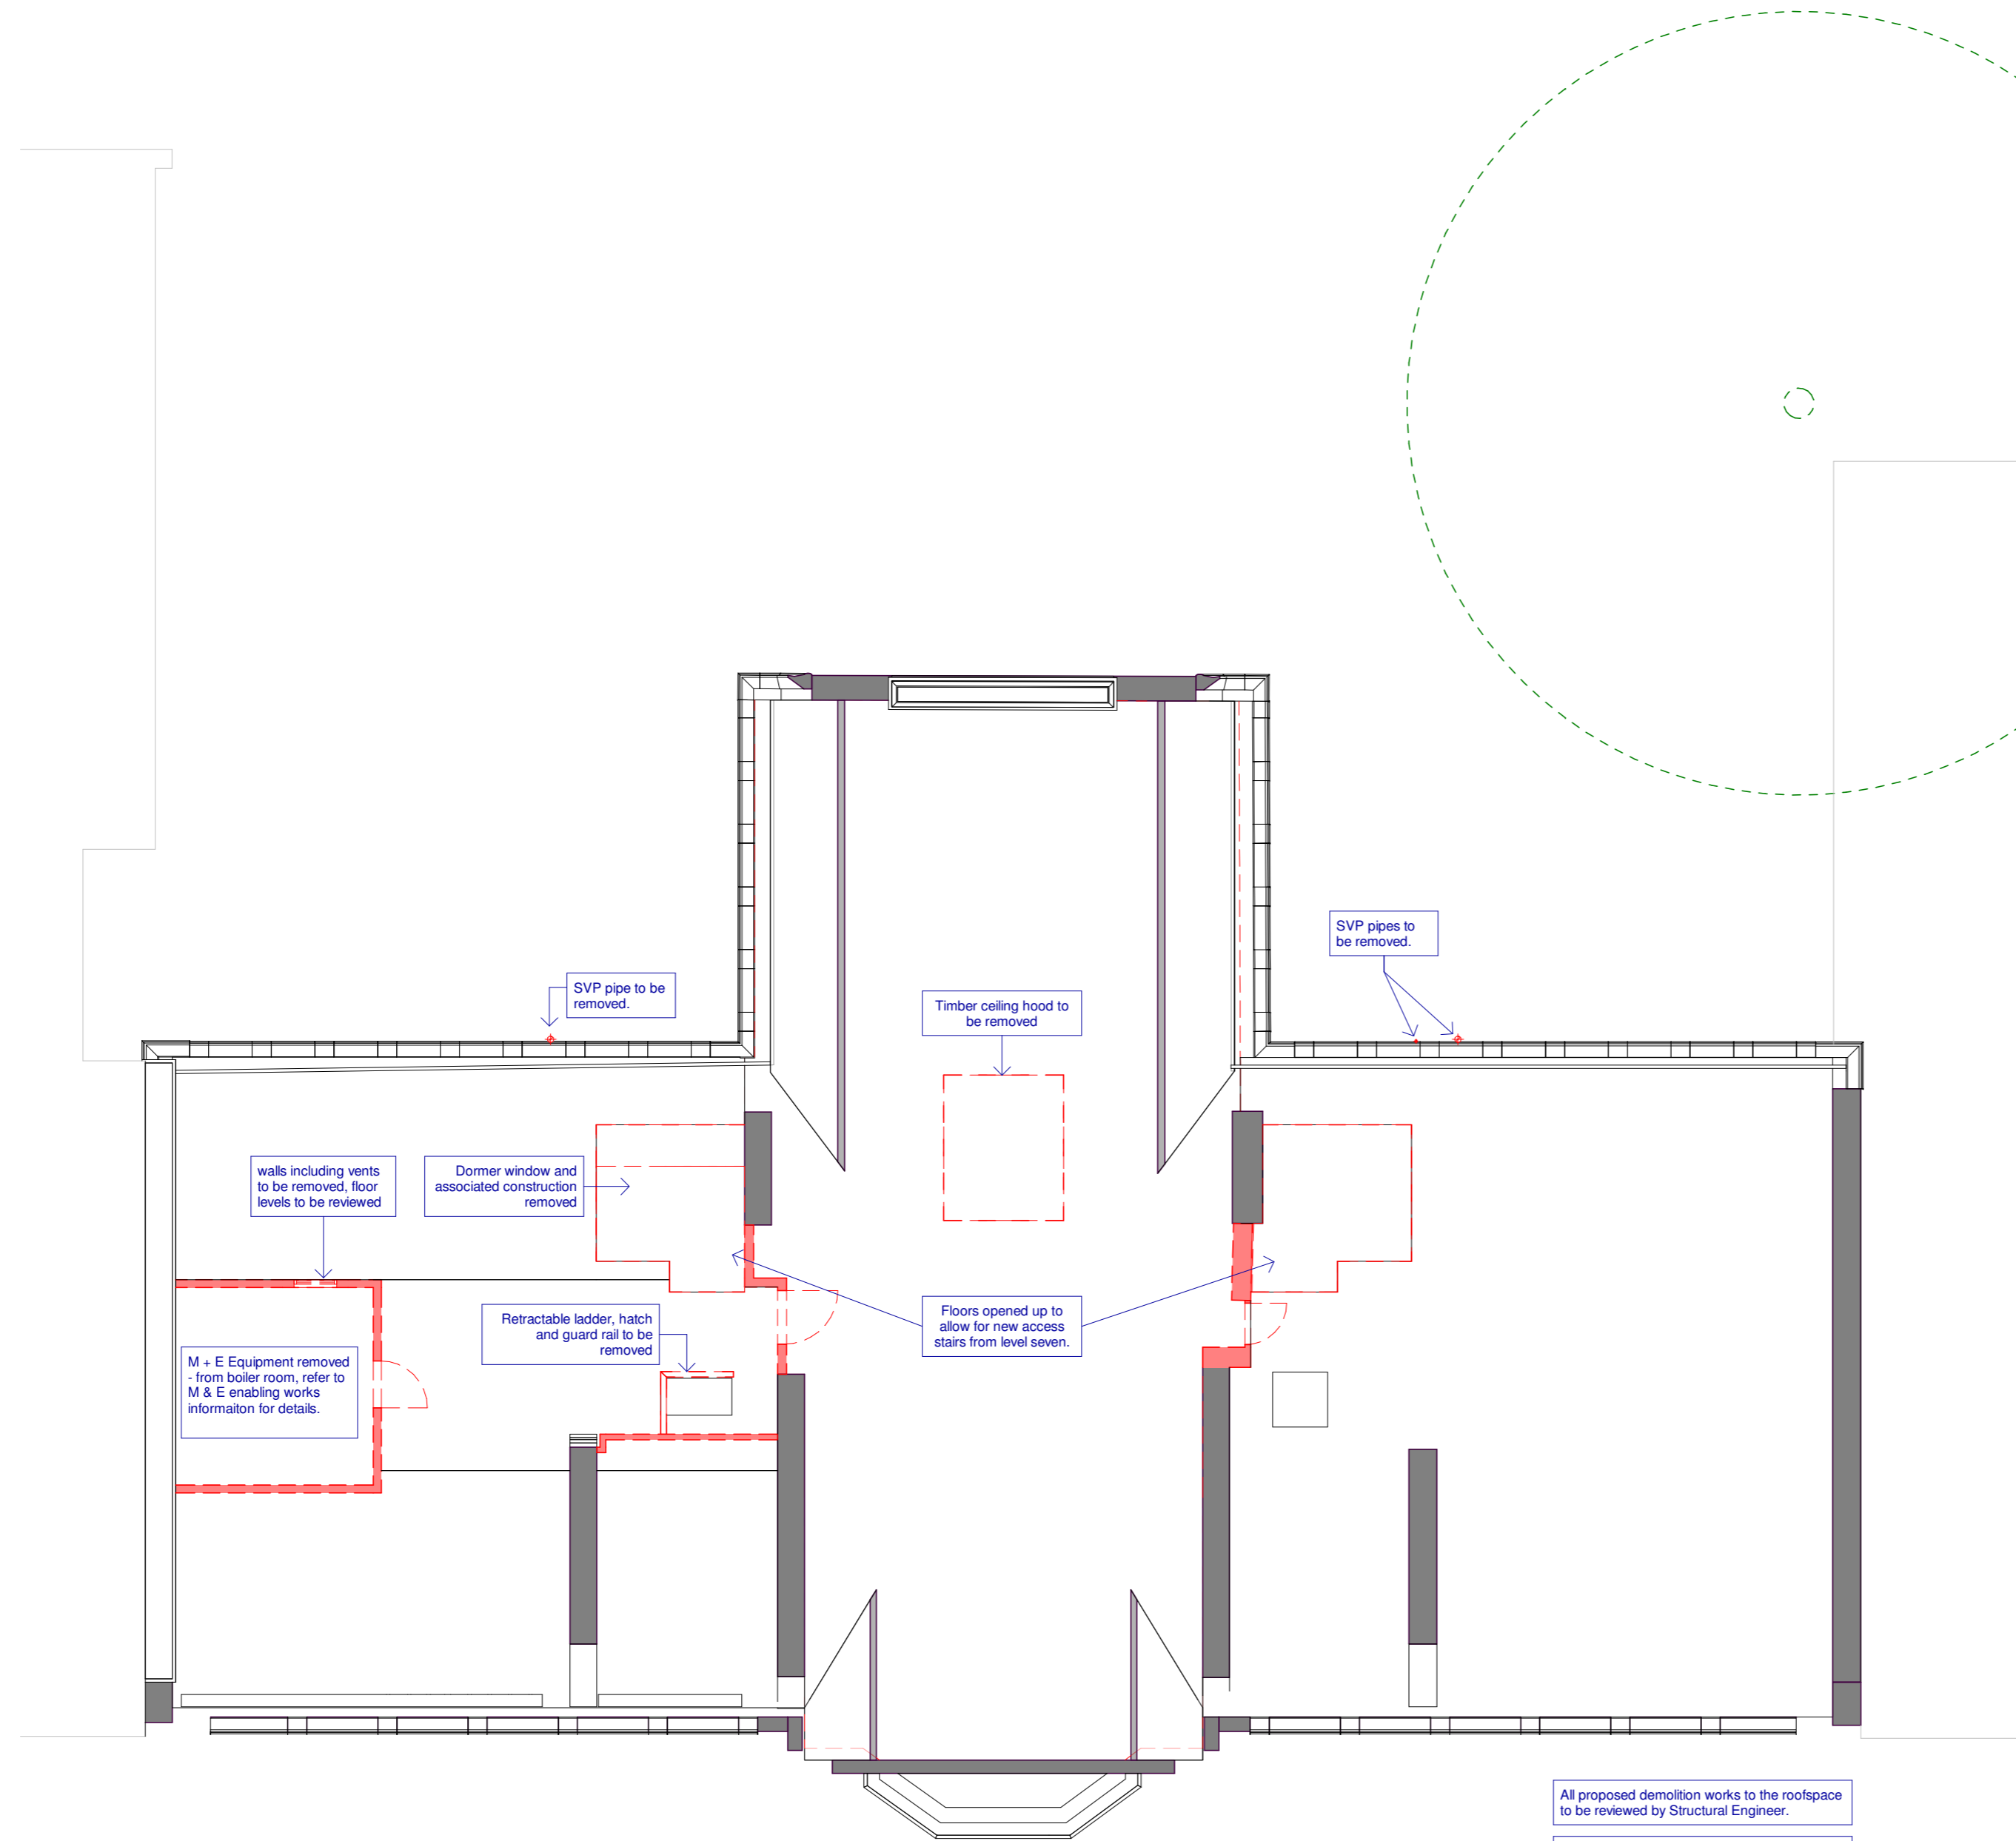 SVP pipes to
be removed.
SVP pipe to be
removed.
Timber ceiling hood to
be removed
walls including vents
to be removed, floor
levels to be reviewed
Dormer window and
associated construction
removed
Floors opened up to
allow for new access
stairs from level seven.
Retractable ladder, hatch
and guard rail to be
removed
M + E Equipment removed
- from boiler room, refer to
M & E enabling works
informaiton for details.
All proposed demolition works to the roofspace
to be reviewed by Structural Engineer.